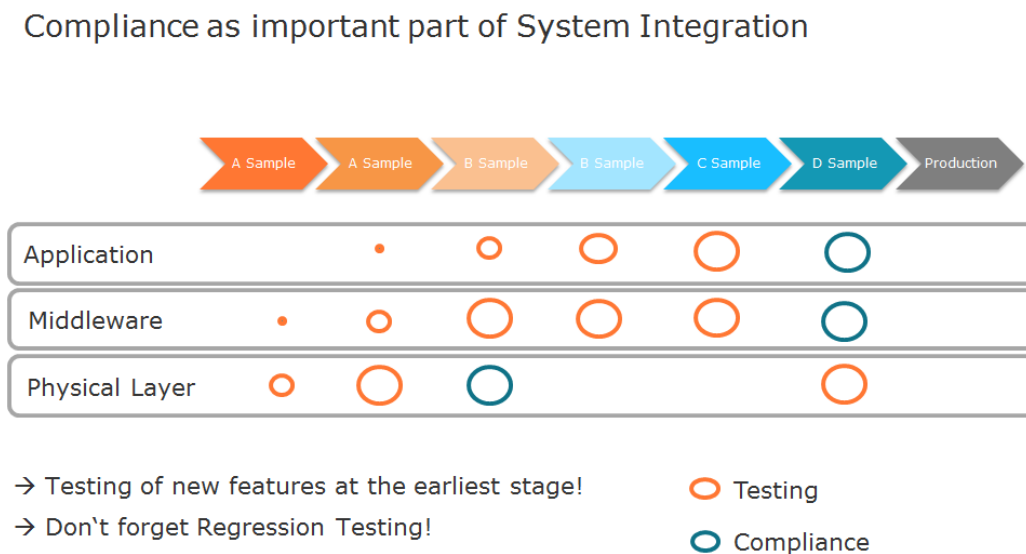 Compliance as important part of System Integration
A Sample
A Sample
B Sample
B Sample
C Sample
D Sample
Production
Application
Middleware
Physical Layer
→ Testing of new features at the earliest stage!
→ Don‘t forget Regression Testing!
Testing
Compliance